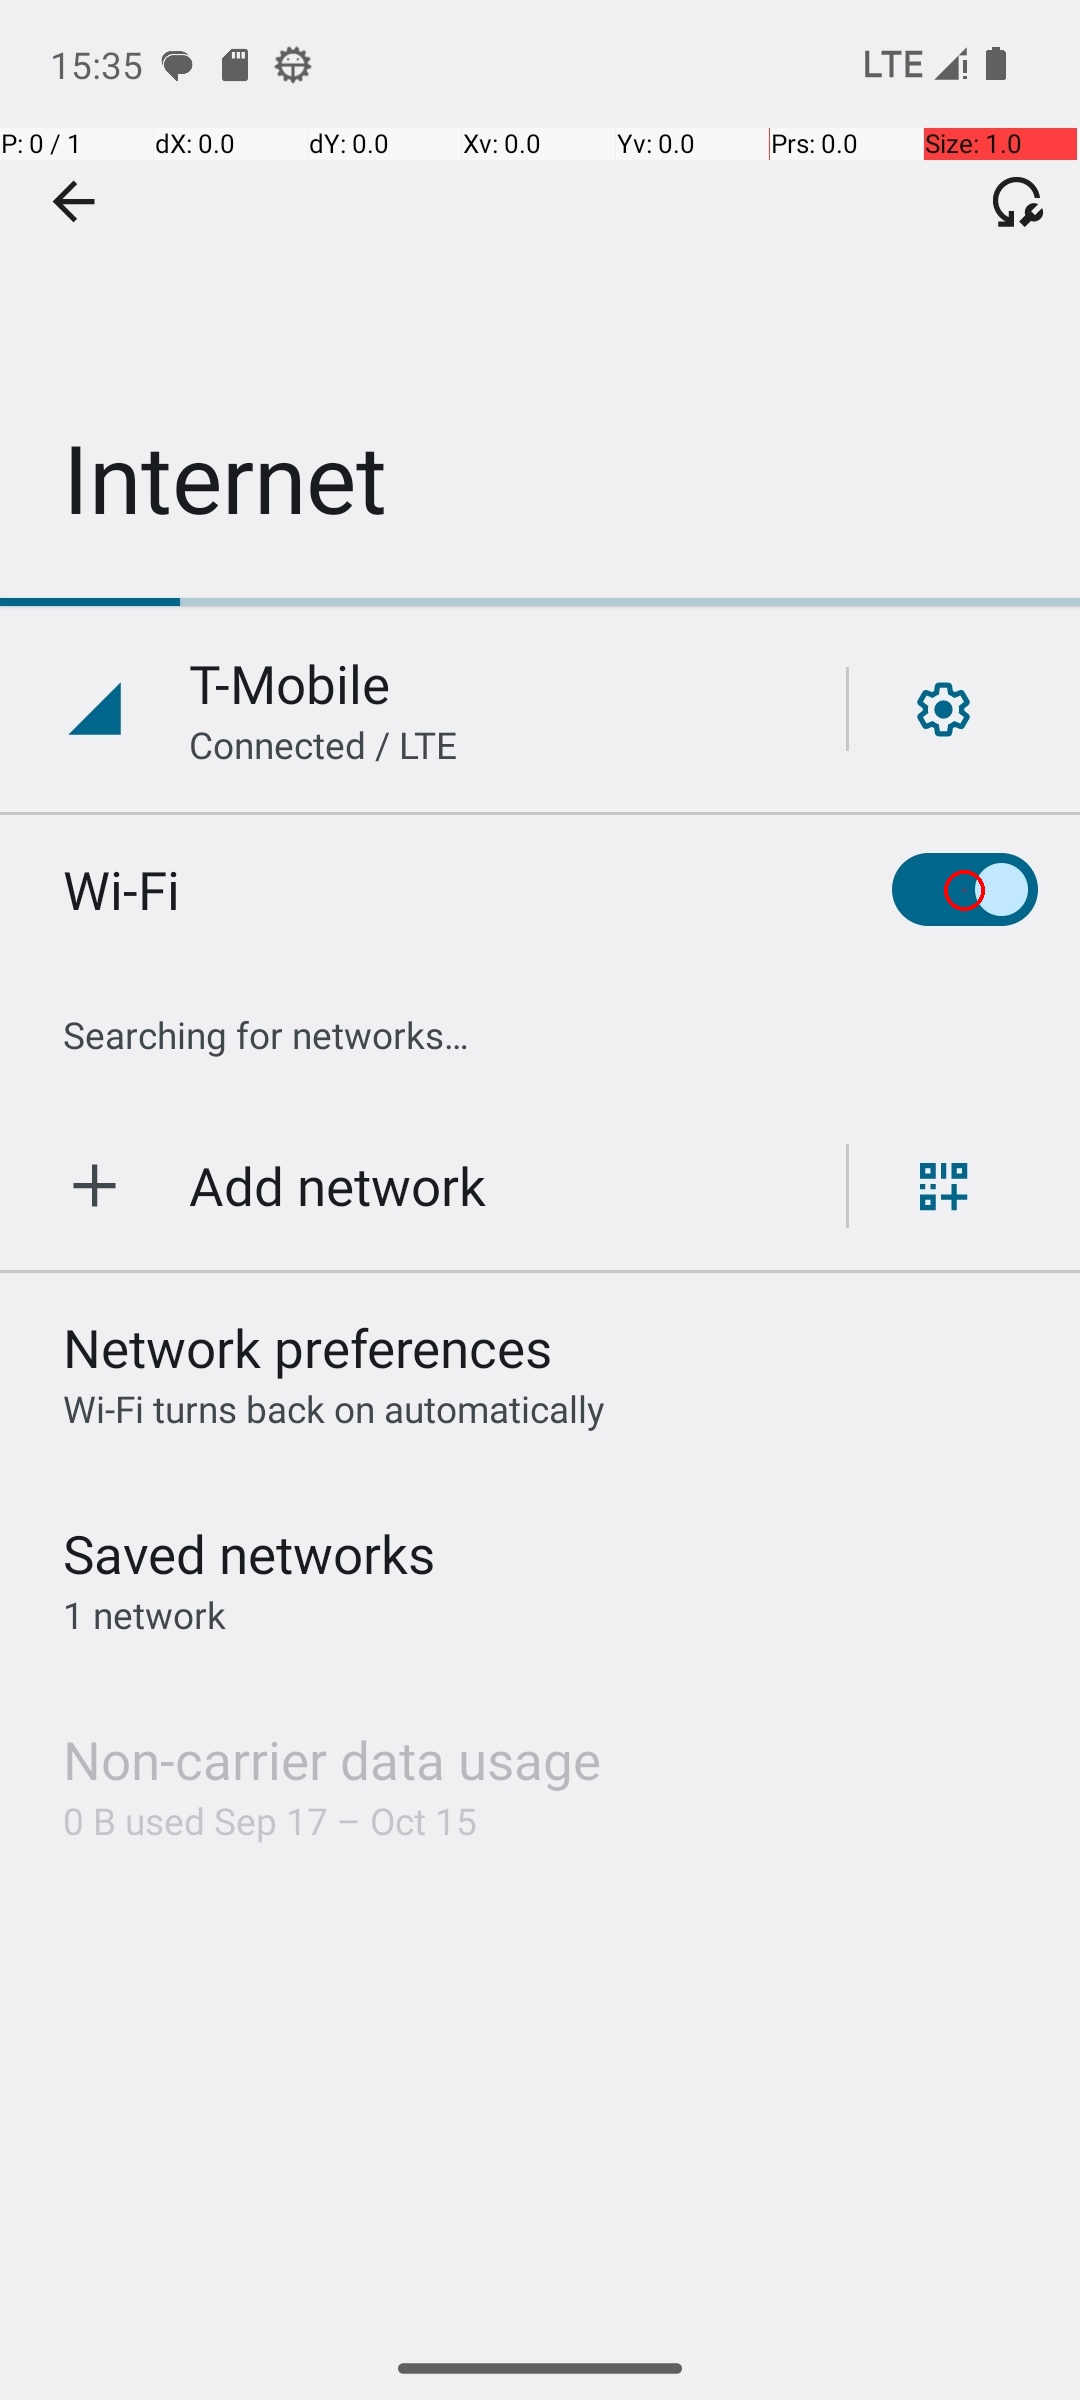 15:35
LTE
P: 0 / 1
dX: 0.0
dY: 0.0
Xv: 0.0
Yv: 0.0
Prs: 0.0
Size: 1.0
Internet
T-Mobile
Connected / LTE
Wi-Fi
Searching for networks…
Add network
Network preferences
Wi-Fi turns back on automatically
Saved networks
1 network
Non-carrier data usage
0 B used Sep 17 – Oct 15